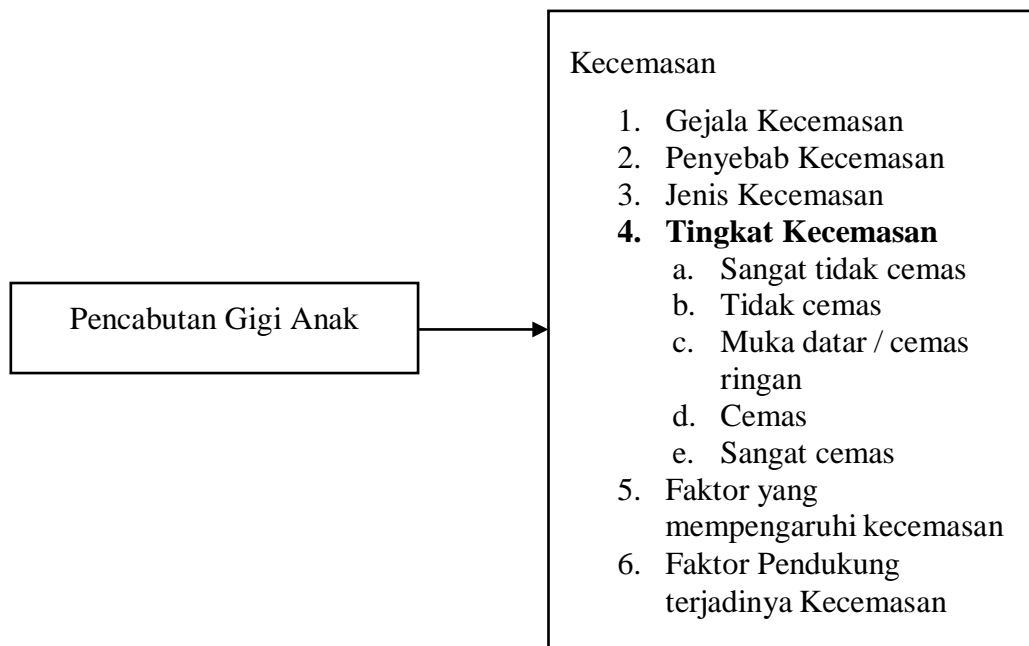 Pencabutan Gigi Anak
Kecemasan
1. Gejala Kecemasan
2. Penyebab Kecemasan
3. Jenis Kecemasan
4. Tingkat Kecemasan
a. Sangat tidak cemas
b. Tidak cemas
c. Muka datar / cemas
ringan
d. Cemas
e. Sangat cemas
5. Faktor yang
mempengaruhi kecemasan
6. Faktor Pendukung
terjadinya Kecemasan